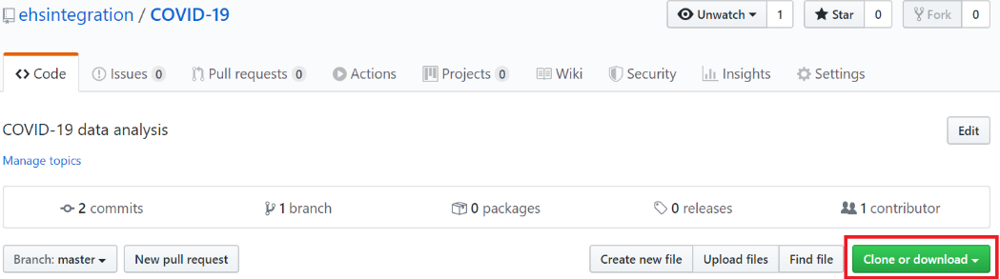 ehsintegration / COVID-19 Unwatch 1 Star 0 Fork 0
Code Issues 0 Pull requests 0 Actions Projects 0 Wiki Security Insights Settings
COVID-19 data analysis Edit
Manage topics
2 commits 1 branch 0 packages 0 releases 1 contributor
Branch: master New pull request Create new file Upload files Find file Clone or download